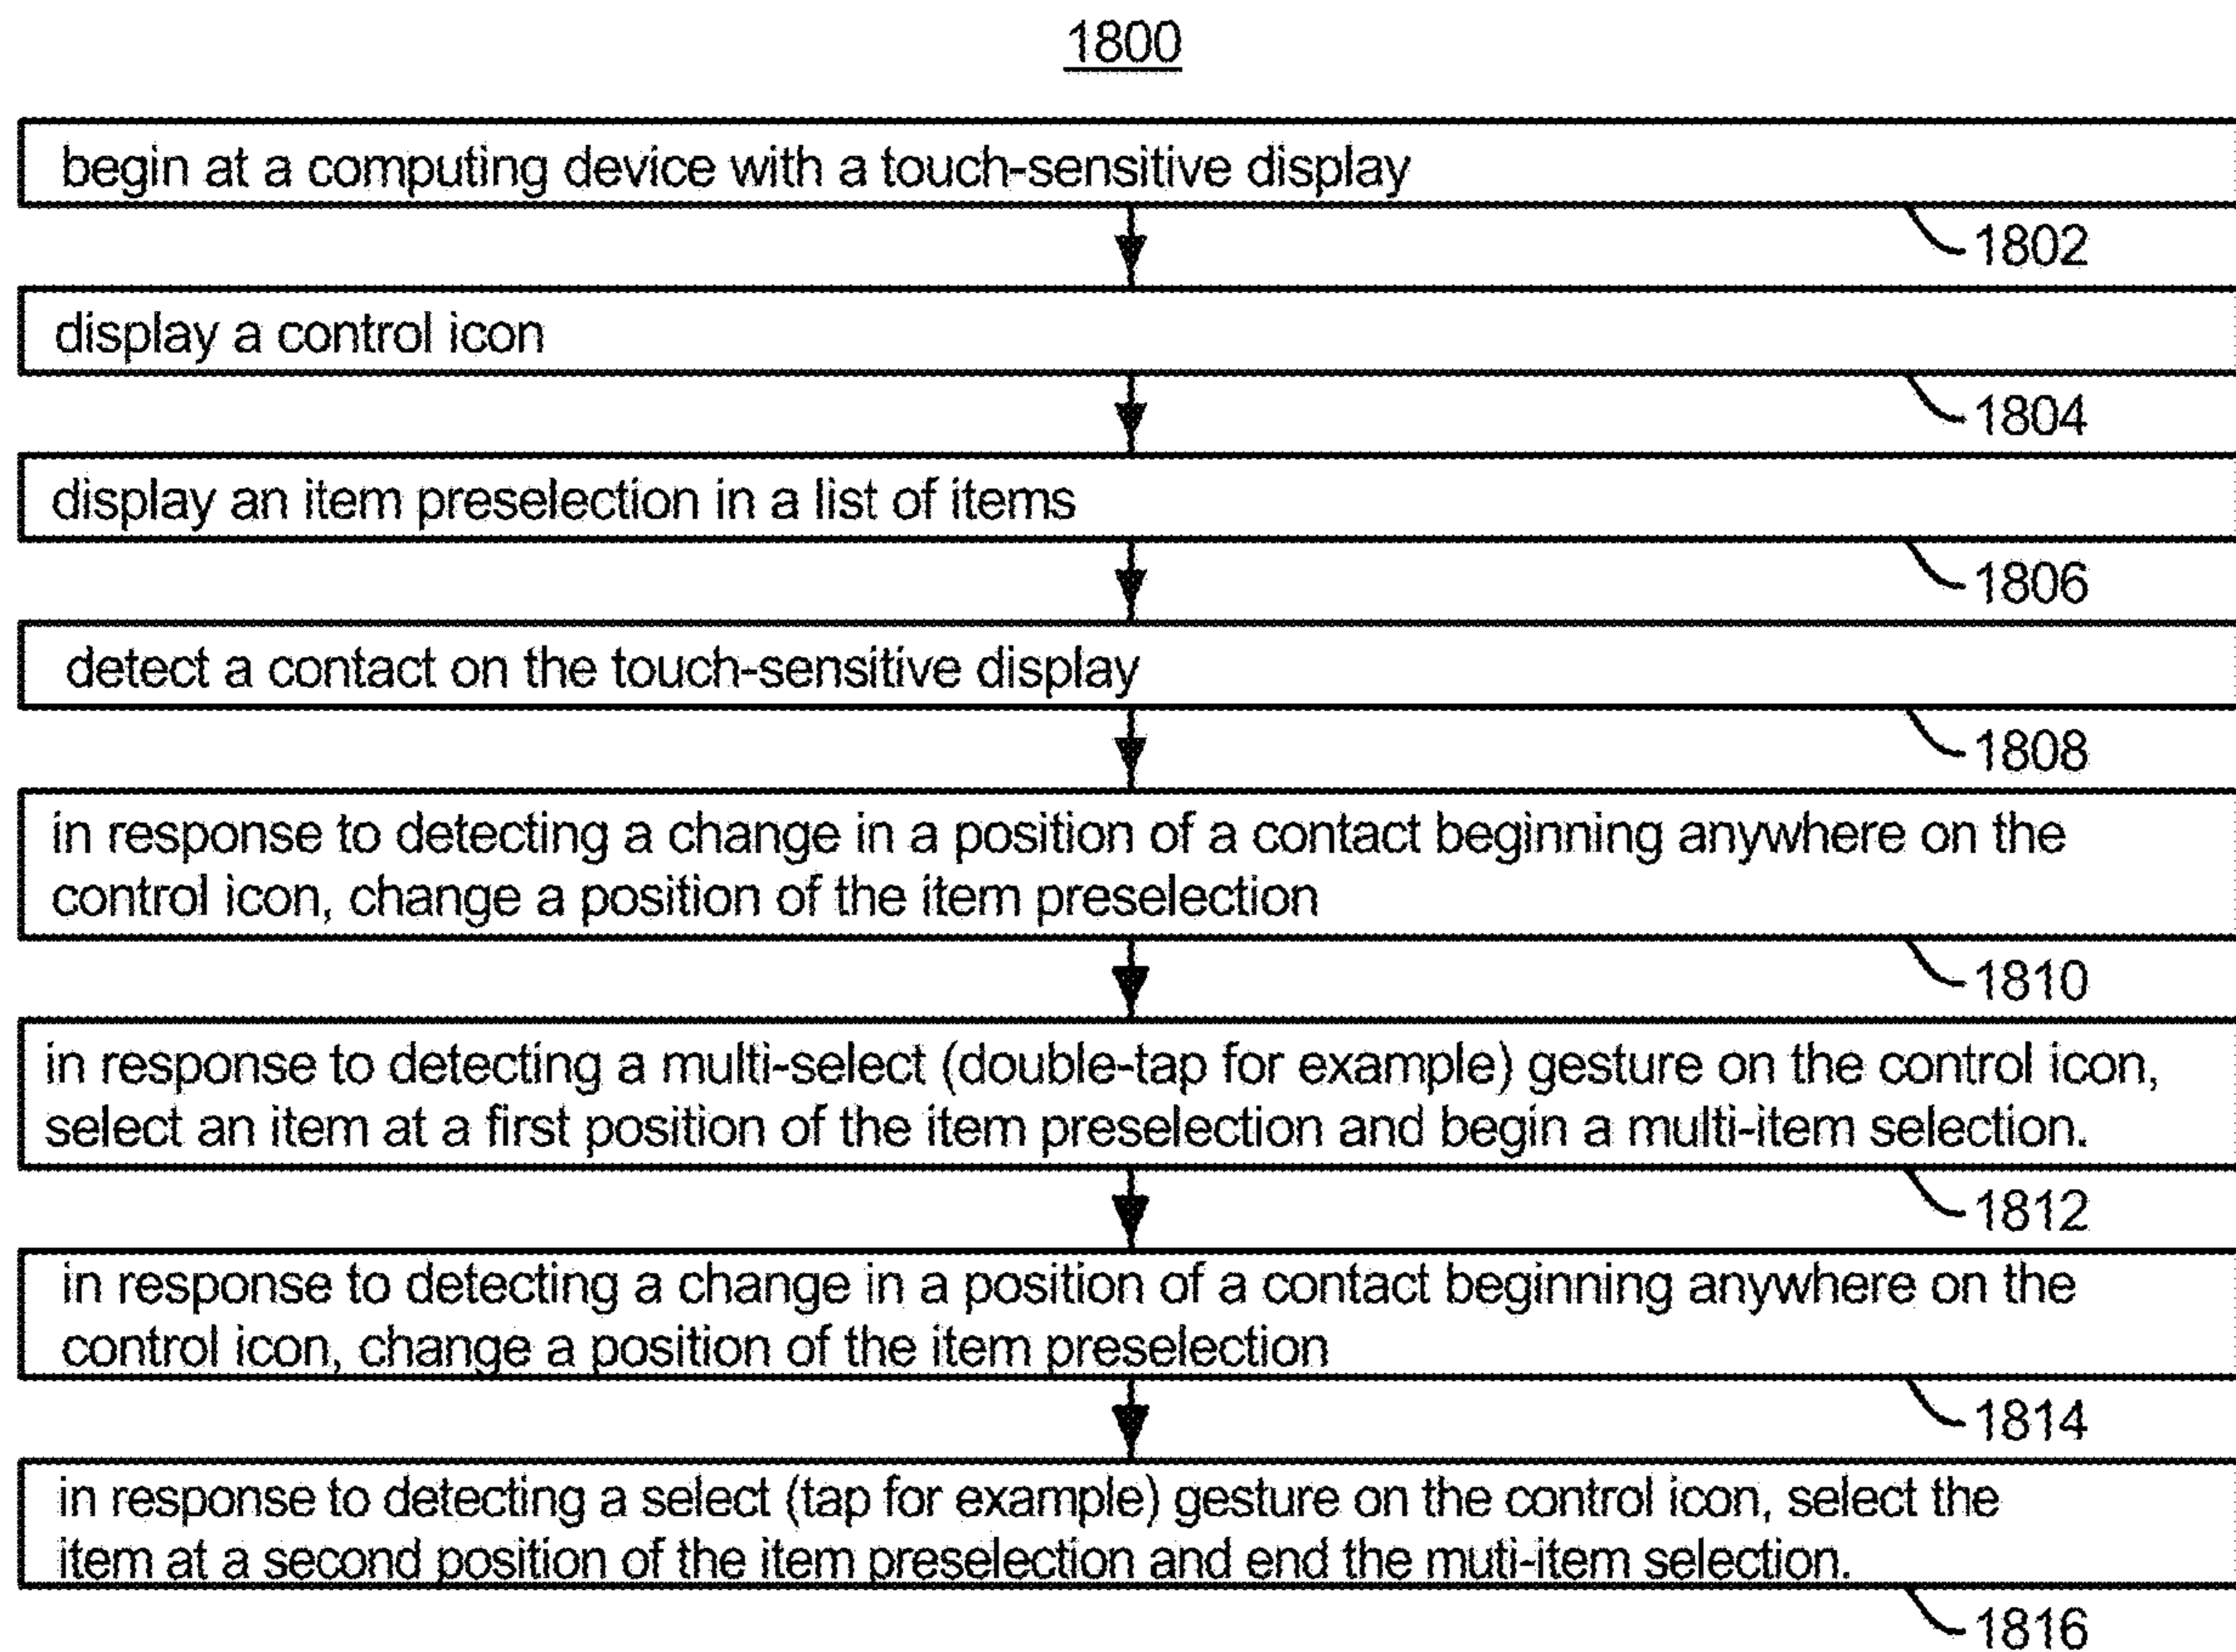 1800
begin at a computing device with a touch-sensitive display
1802
display a control icon
1804
display an item preselection in a list of items
1806
detect a contact on the touch-sensitive display
1808
in response to detecting a change in a position of a contact beginning anywhere on the
control icon, change a position of the item preselection
1810
in response to detecting a multi-select (double-tap for example) gesture on the control icon,
select an item at a first position of the item preselection and begin a multi-item selection.
1812
in response to detecting a change in a position of a contact beginning anywhere on the
control icon, change a position of the item preselection
1814
in response to detecting a select (tap for example) gesture on the control icon, select the
item at a second position of the item preselection and end the muti-item selection.
1816